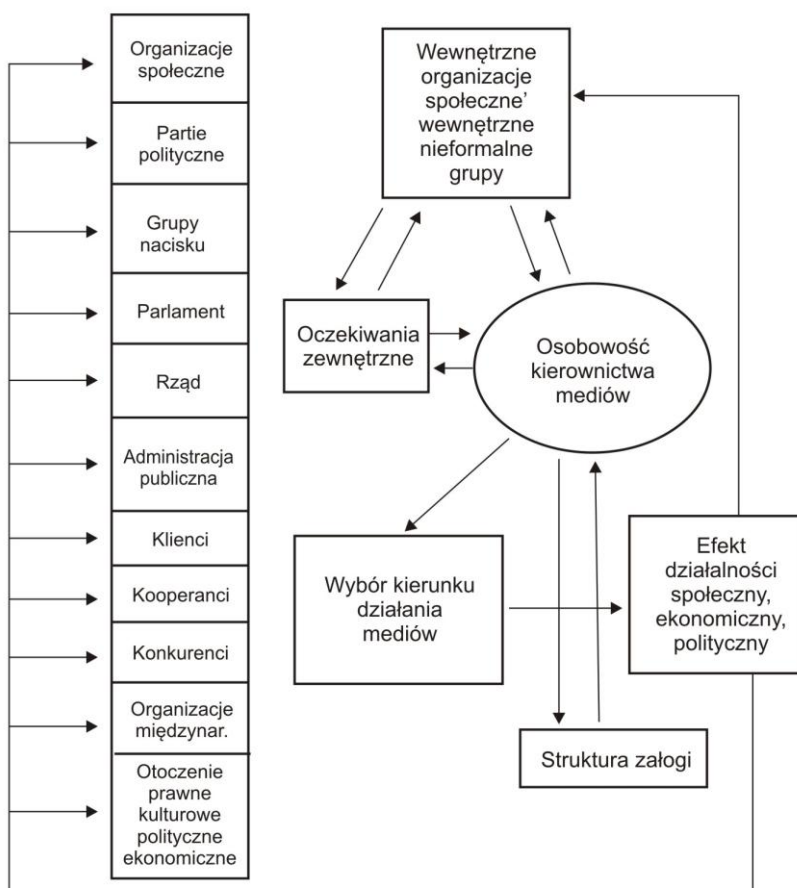 Organizacje
społeczne
Partie
polityczne
Grupy
nacisku
Parlament
Rząd
Administracja
publiczna
Klienci
Kooperanci
Konkurenci
Organizacje
międzynar.
Otoczenie
prawne
kulturowe
polityczne
ekonomiczne
Wewnętrzne
organizacje
społeczne’
wewnętrzne
nieformalne
grupy
Oczekiwania
zewnętrzne
Osobowość
kierownictwa
mediów
Wybór kierunku
działania
mediów
Efekt
działalności
społeczny,
ekonomiczny,
polityczny
Struktura załogi